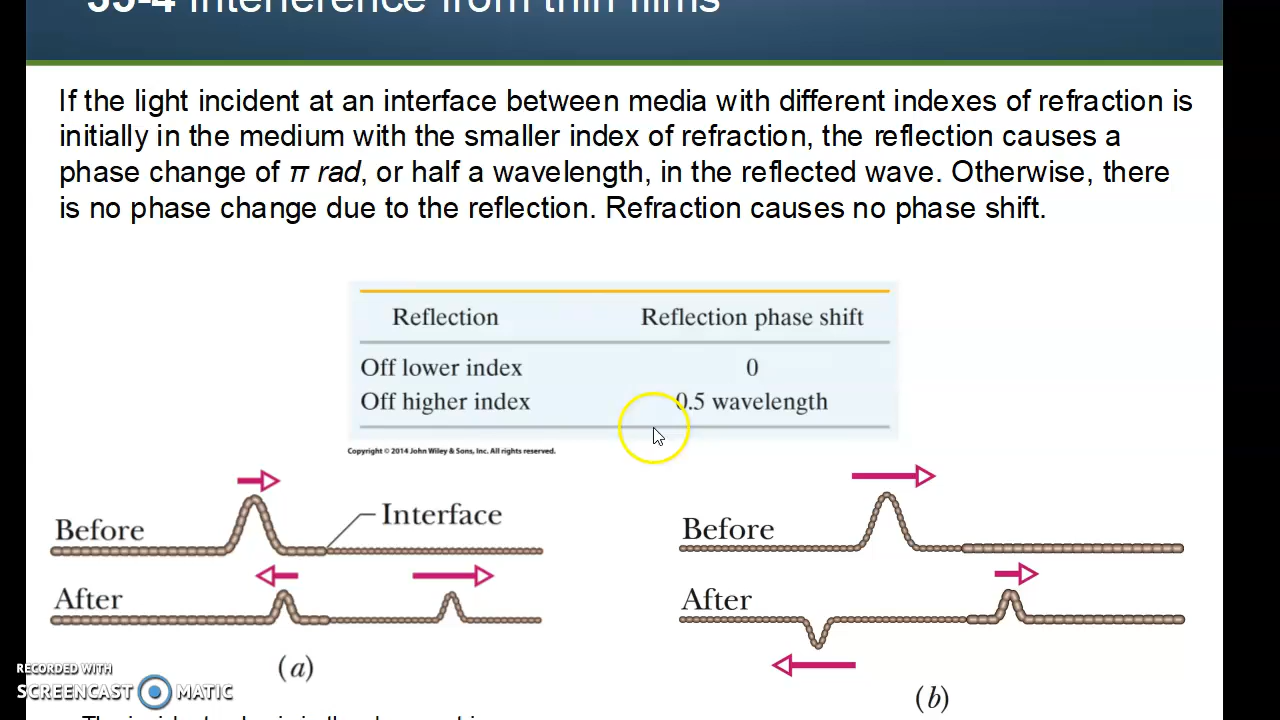 35-4 Interference from thin films
If the light incident at an interface between media with different indexes of refraction is
initially in the medium with the smaller index of refraction, the reflection causes a
phase change of π rad, or half a wavelength, in the reflected wave. Otherwise, there
is no phase change due to the reflection. Refraction causes no phase shift.
Reflection Reflection phase shift
Off lower index 0
Off higher index 0.5 wavelength
Copyright © 2014 John Wiley & Sons, Inc. All rights reserved.
Before Interface
After
(a)
Before
After
(b)
RECORDED WITH
SCREENCAST MATIC